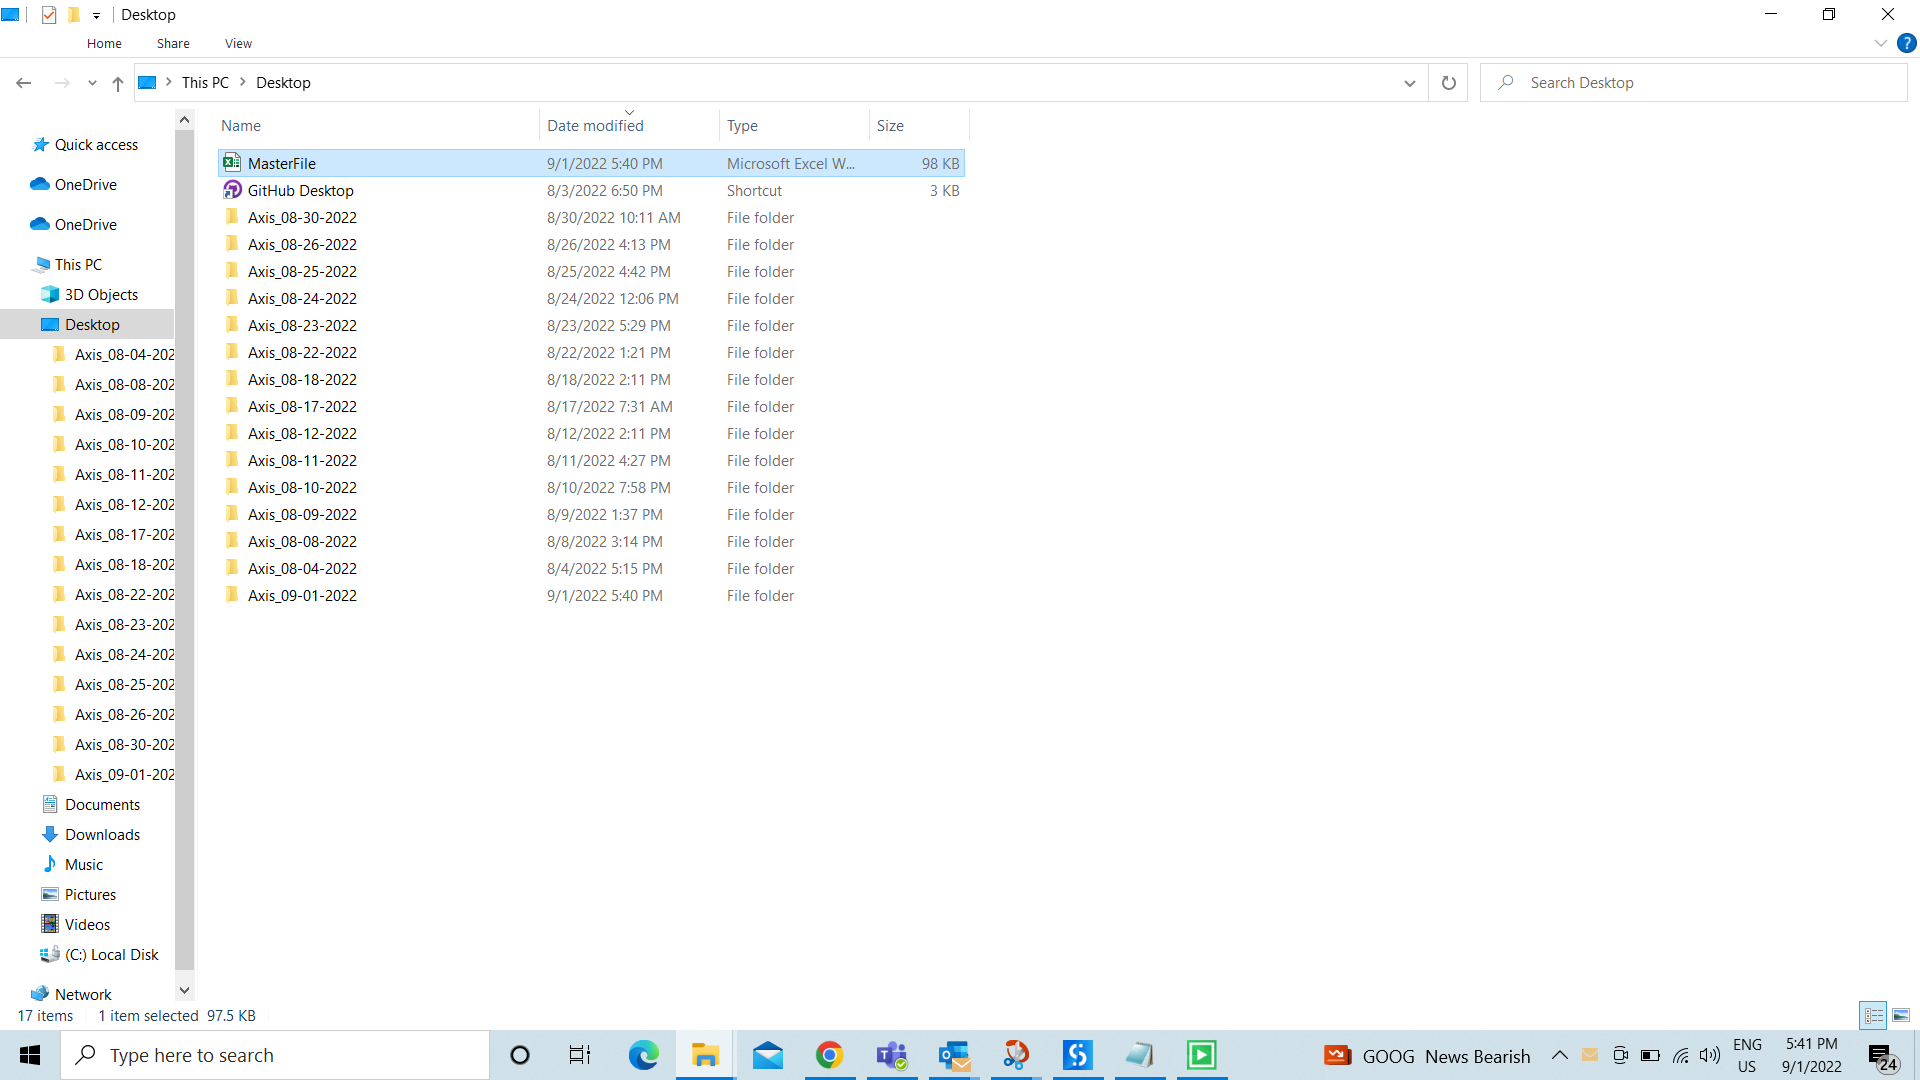 Desktop
Home Share View
This PC Desktop
Search Desktop
Name Date modified Type Size
MasterFile 9/1/2022 5:40 PM Microsoft Excel W... 98 KB
GitHub Desktop 8/3/2022 6:50 PM Shortcut 3 KB
Axis_08-30-2022 8/30/2022 10:11 AM File folder
Axis_08-26-2022 8/26/2022 4:13 PM File folder
Axis_08-25-2022 8/25/2022 4:42 PM File folder
Axis_08-24-2022 8/24/2022 12:06 PM File folder
Axis_08-23-2022 8/23/2022 5:29 PM File folder
Axis_08-22-2022 8/22/2022 1:21 PM File folder
Axis_08-18-2022 8/18/2022 2:11 PM File folder
Axis_08-17-2022 8/17/2022 7:31 AM File folder
Axis_08-12-2022 8/12/2022 2:11 PM File folder
Axis_08-11-2022 8/11/2022 4:27 PM File folder
Axis_08-10-2022 8/10/2022 7:58 PM File folder
Axis_08-09-2022 8/9/2022 1:37 PM File folder
Axis_08-08-2022 8/8/2022 3:14 PM File folder
Axis_08-04-2022 8/4/2022 5:15 PM File folder
Axis_09-01-2022 9/1/2022 5:40 PM File folder
Quick access
OneDrive
OneDrive
This PC
3D Objects
Desktop
Axis_08-04-202
Axis_08-08-202
Axis_08-09-202
Axis_08-10-202
Axis_08-11-202
Axis_08-12-202
Axis_08-17-202
Axis_08-18-202
Axis_08-22-202
Axis_08-23-202
Axis_08-24-202
Axis_08-25-202
Axis_08-26-202
Axis_08-30-202
Axis_09-01-202
Documents
Downloads
Music
Pictures
Videos
(C:) Local Disk
Network
17 items 1 item selected 97.5 KB
Type here to search
GOOG News Bearish
ENG
US
5:41 PM
9/1/2022
24